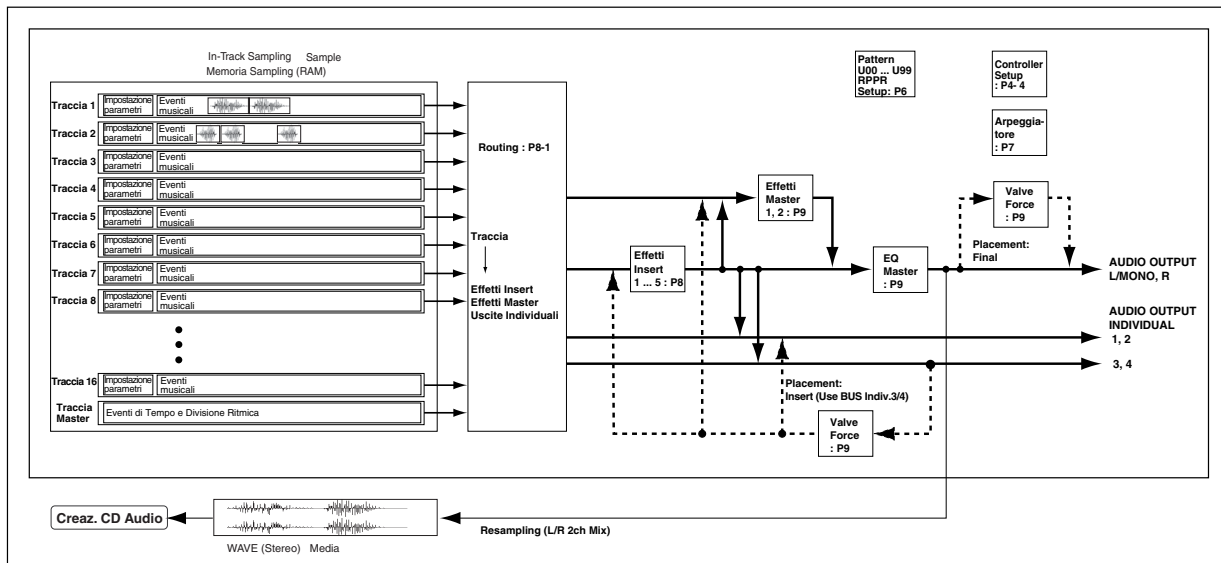 In-Track Sampling Sample
Memoria Sampling (RAM)
Traccia 1
Impostazione
parametri
Eventi
musicali
Traccia 2
Impostazione
parametri
Eventi
musicali
Traccia 3
Impostazione
parametri
Eventi
musicali
Traccia 4
Impostazione
parametri
Eventi
musicali
Traccia 5
Impostazione
parametri
Eventi
musicali
Traccia 6
Impostazione
parametri
Eventi
musicali
Traccia 7
Impostazione
parametri
Eventi
musicali
Traccia 8
Impostazione
parametri
Eventi
musicali
Traccia 16
Impostazione
parametri
Eventi
musicali
Traccia
Master
Eventi di Tempo e Divisione Ritmica
Routing : P8-1
Traccia
Effetti Insert
Effetti Master
Uscite Individuali
Pattern
U00 ... U99
RPPR
Setup: P6
Controller
Setup
: P4- 4
Arpeggia-
tore
: P7
Effetti
Master
1, 2 : P9
Valve
Force
: P9
Placement:
Final
Effetti
Insert
1 ... 5 : P8
EQ
Master
: P9
AUDIO OUTPUT
L/MONO, R
AUDIO OUTPUT
INDIVIDUAL
1, 2
3, 4
Placement:
Insert (Use BUS Indiv.3/4)
Valve
Force
: P9
Creaz. CD Audio
Resampling (L/R 2ch Mix)
WAVE (Stereo) Media